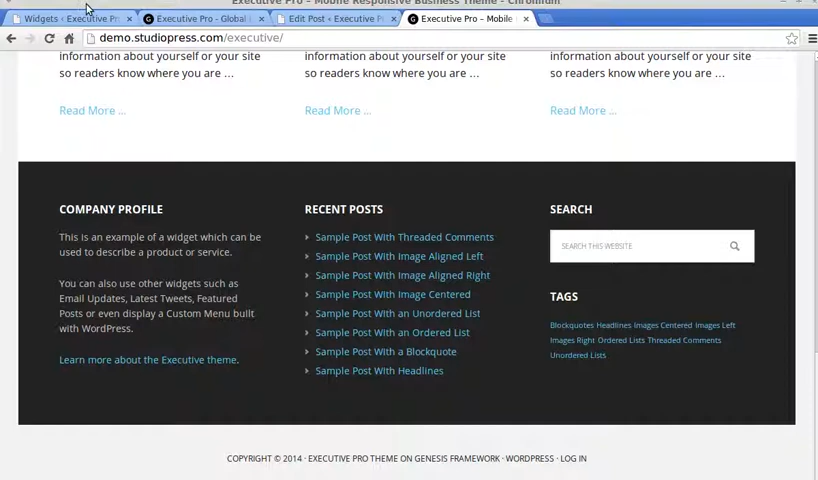 Executive Pro – Mobile Responsive Business Theme – Chromium
Widgets ‹ Executive Pr
Executive Pro - Global
Edit Post ‹ Executive P
Executive Pro – Mobile
demo.studiopress.com/executive/
information about yourself or your site
so readers know where you are …
Read More …
information about yourself or your site
so readers know where you are …
Read More …
information about yourself or your site
so readers know where you are …
Read More …
COMPANY PROFILE
This is an example of a widget which can be
used to describe a product or service.
You can also use other widgets such as
Email Updates, Latest Tweets, Featured
Posts or even display a Custom Menu built
with WordPress.
Learn more about the Executive theme.
RECENT POSTS
Sample Post With Threaded Comments
Sample Post With Image Aligned Left
Sample Post With Image Aligned Right
Sample Post With Image Centered
Sample Post With an Unordered List
Sample Post With an Ordered List
Sample Post With a Blockquote
Sample Post With Headlines
SEARCH
SEARCH THIS WEBSITE
TAGS
Blockquotes Headlines Images Centered Images Left
Images Right Ordered Lists Threaded Comments
Unordered Lists
COPYRIGHT © 2014 · EXECUTIVE PRO THEME ON GENESIS FRAMEWORK · WORDPRESS · LOG IN